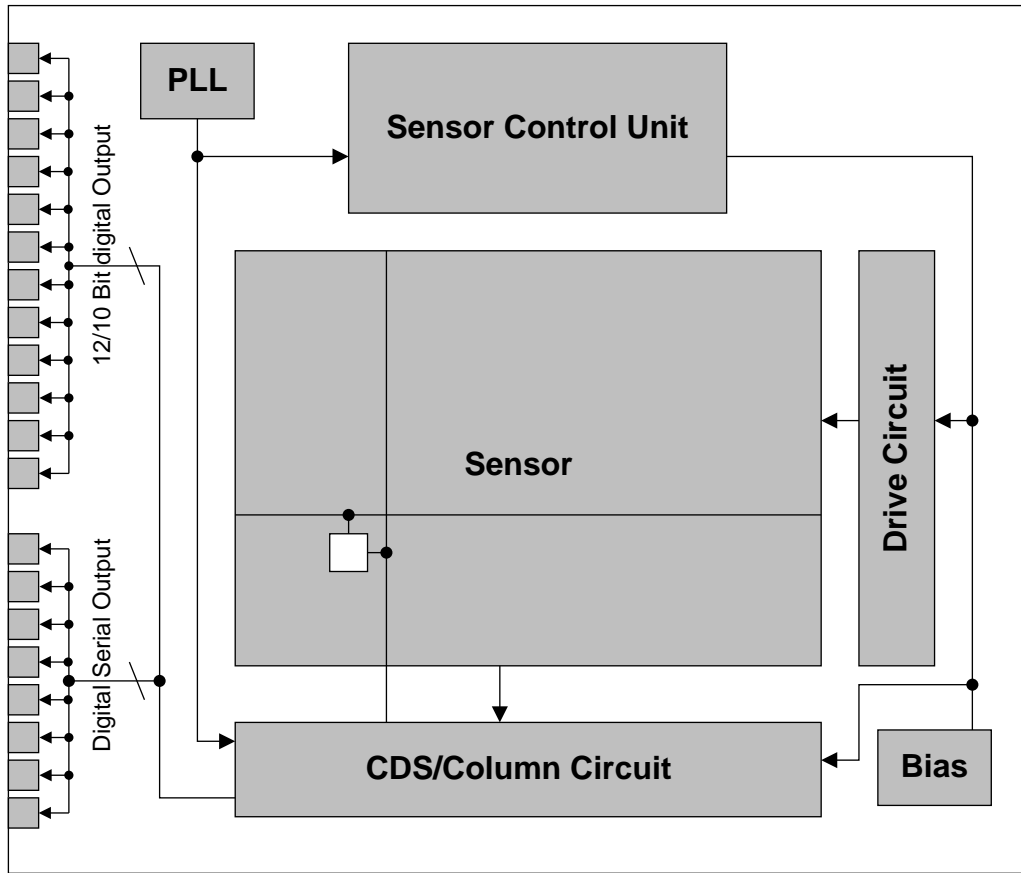 PLL
Sensor Control Unit
12/10 Bit digital Output
Sensor
Drive Circuit
Digital Serial Output
CDS/Column Circuit
Bias